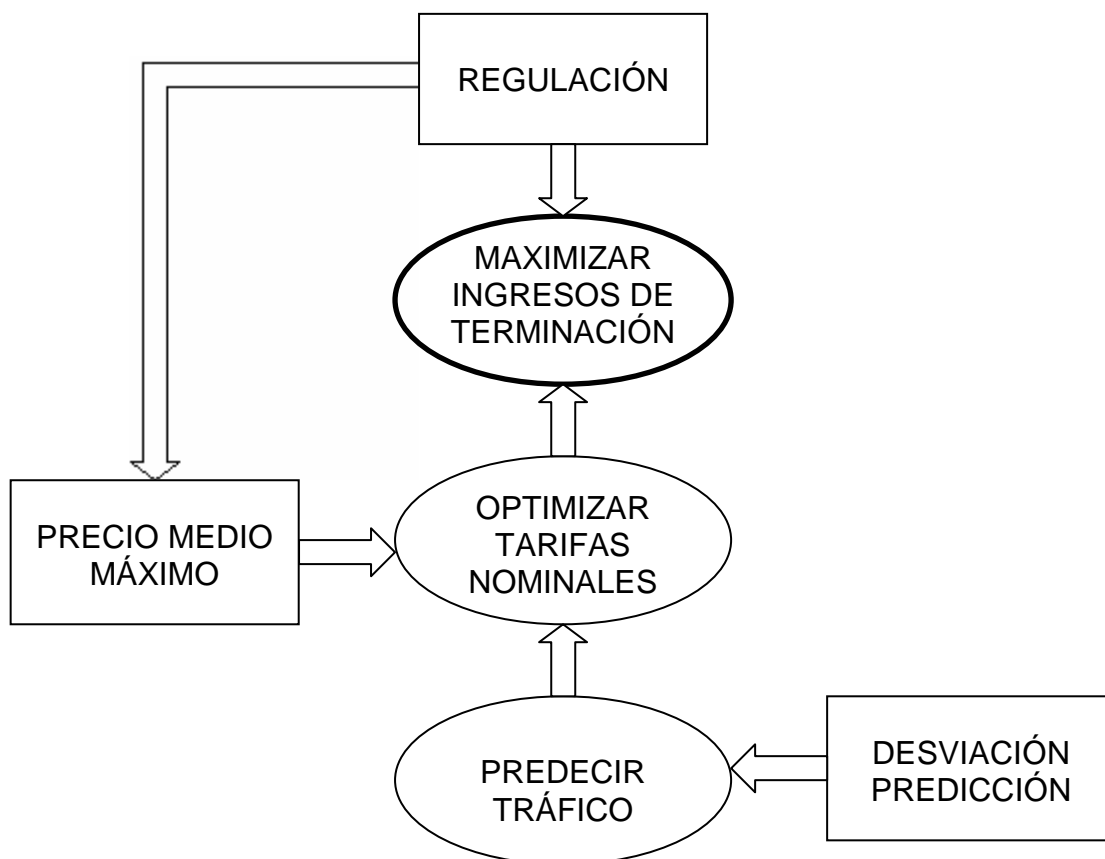 REGULACIÓN
MAXIMIZAR
INGRESOS DE
TERMINACIÓN
PRECIO MEDIO
MÁXIMO
OPTIMIZAR
TARIFAS
NOMINALES
PREDECIR
TRÁFICO
DESVIACIÓN
PREDICCIÓN